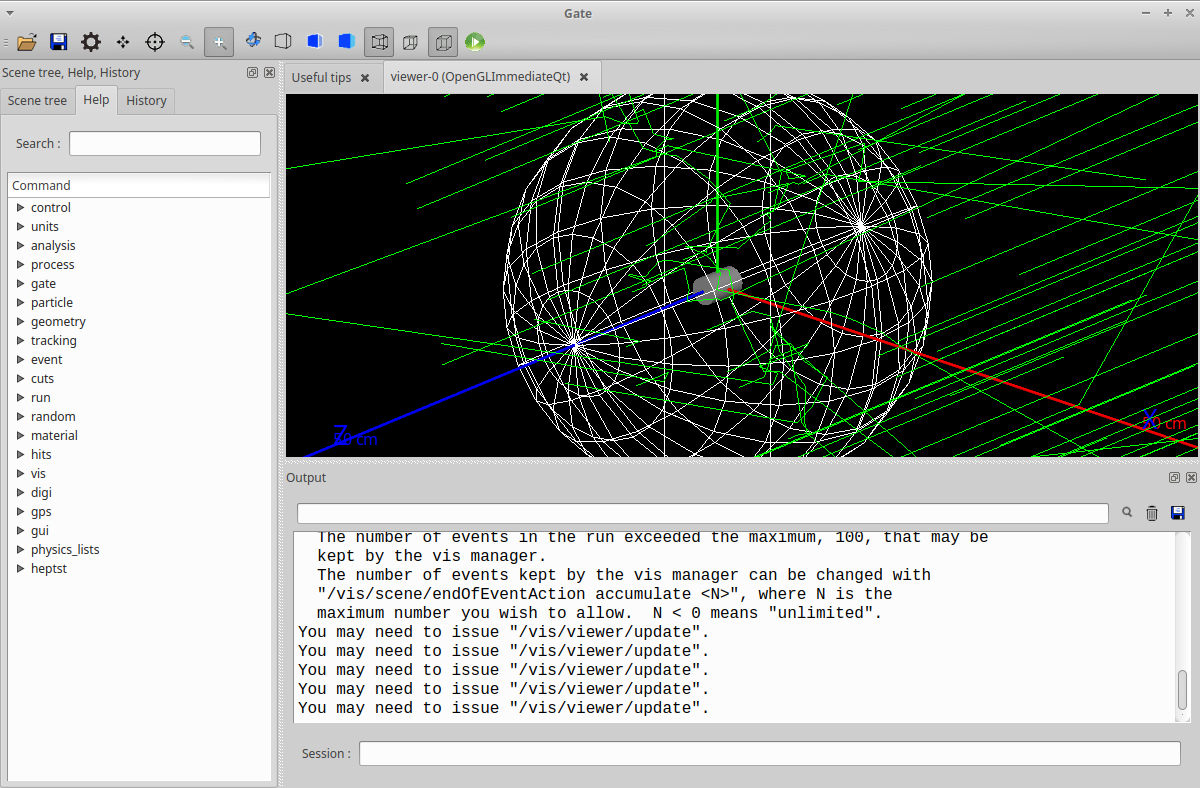 Gate
Scene tree, Help, History
Scene tree Help History
Search :
Command
control
units
analysis
process
gate
particle
geometry
tracking
event
cuts
run
random
material
hits
vis
digi
gps
gui
physics_lists
heptst
Useful tips viewer-0 (OpenGLImmediateQt)
Z
cm
X
cm
Output
The number of events in the run exceeded the maximum, 100, that may be
kept by the vis manager.
The number of events kept by the vis manager can be changed with
"/vis/scene/endOfEventAction accumulate <N>", where N is the
maximum number you wish to allow.  N < 0 means "unlimited".
You may need to issue "/vis/viewer/update".
You may need to issue "/vis/viewer/update".
You may need to issue "/vis/viewer/update".
You may need to issue "/vis/viewer/update".
You may need to issue "/vis/viewer/update".
Session :